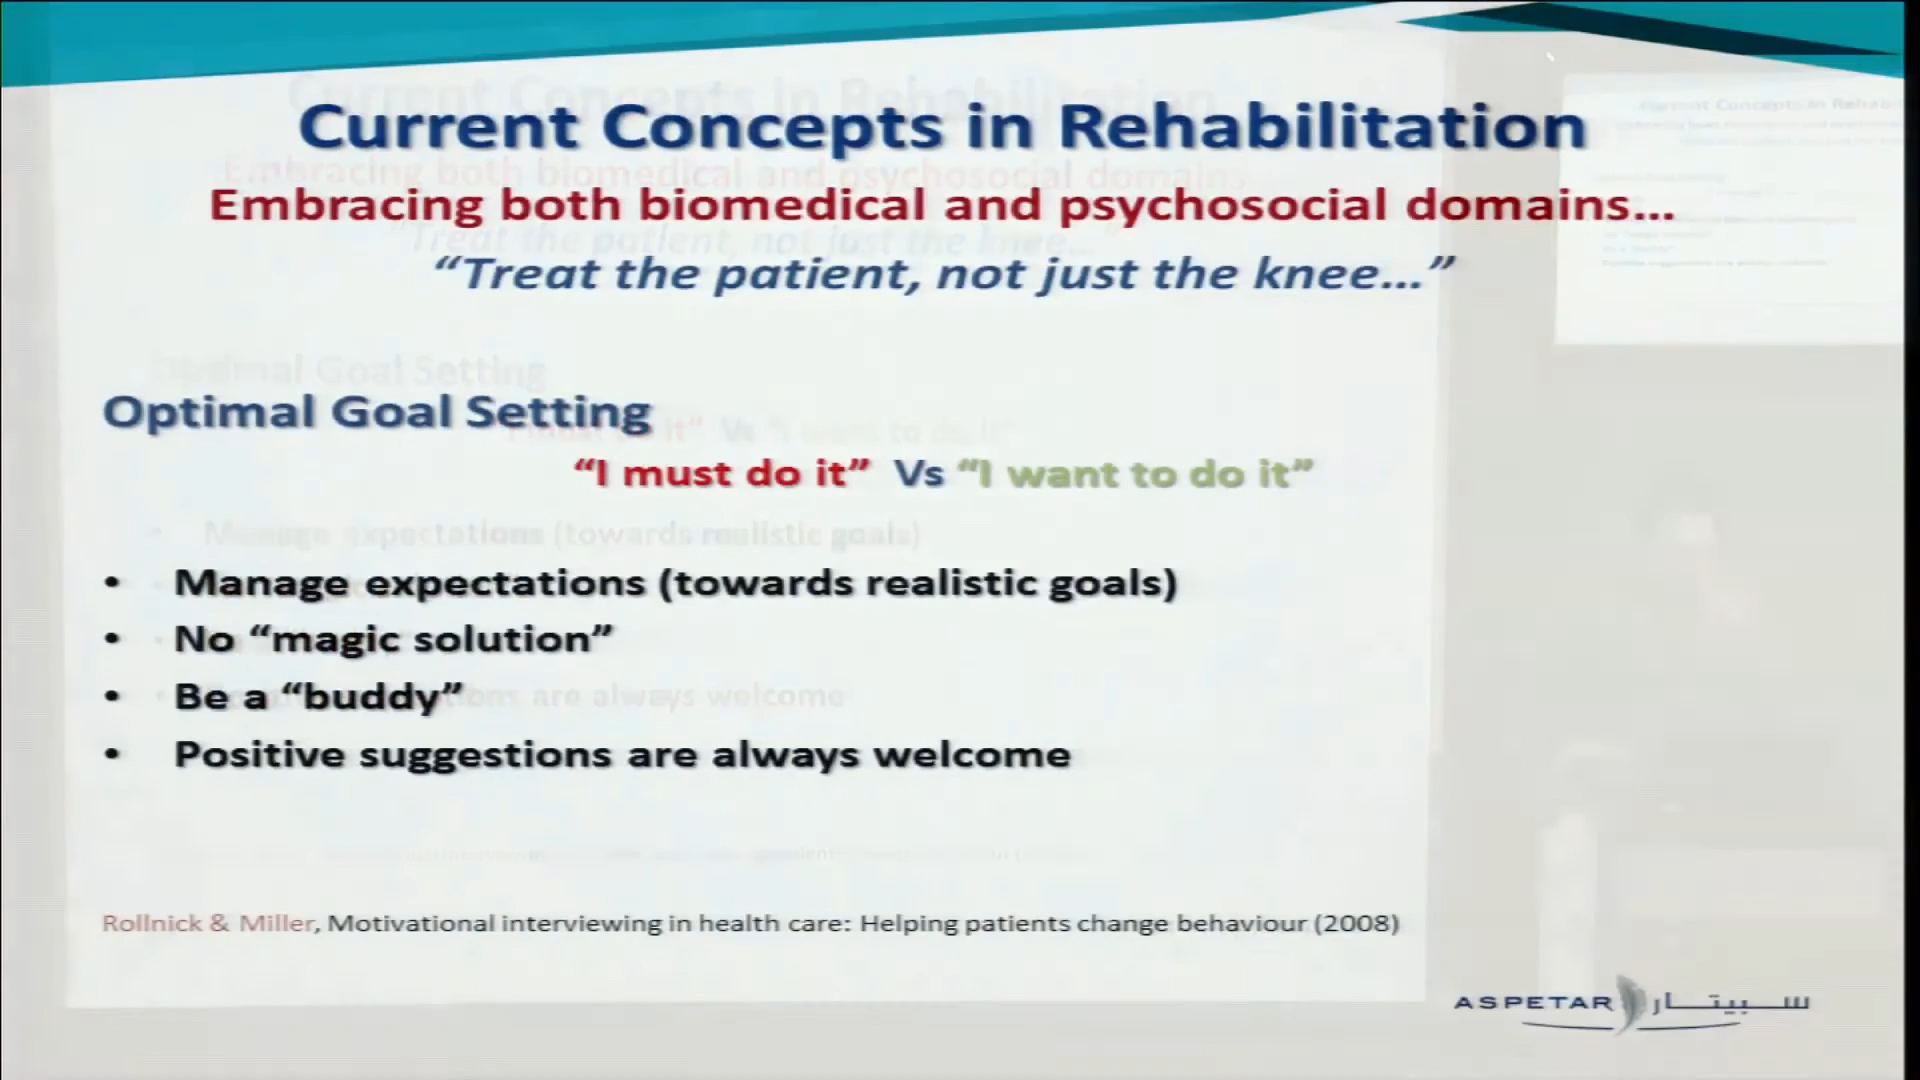 Current Concepts in Rehabilitation
Embracing both biomedical and psychosocial domains...
“Treat the patient, not just the knee...”
Optimal Goal Setting
“I must do it” Vs “I want to do it”
• Manage expectations (towards realistic goals)
• No “magic solution”
• Be a “buddy”
• Positive suggestions are always welcome
Rollnick & Miller, Motivational interviewing in health care: Helping patients change behaviour (2008)
ASPETAR سبيتار